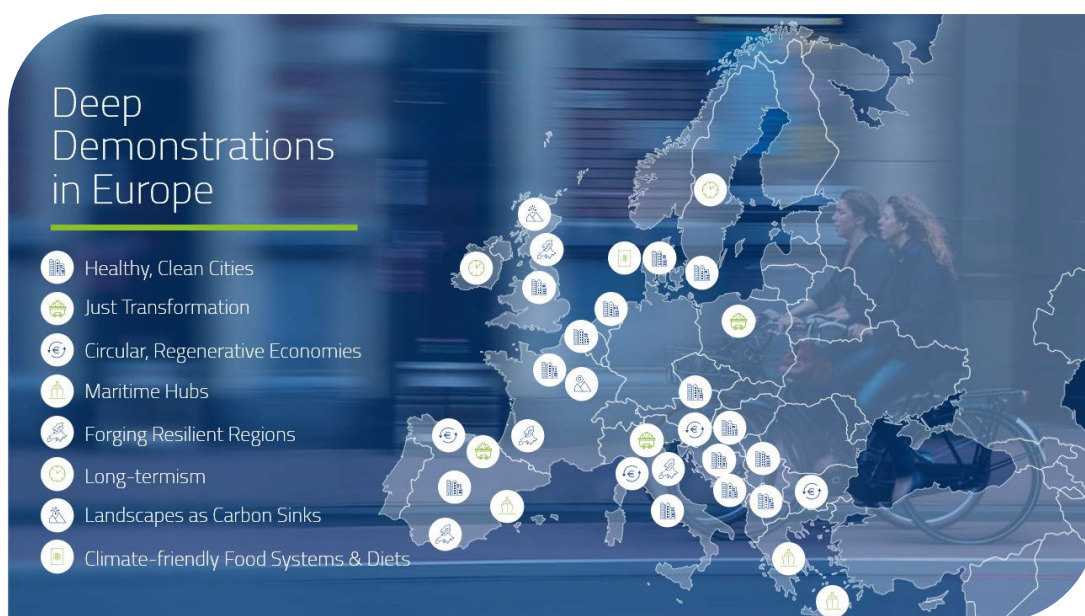 Deep
Demonstrations
in Europe
Healthy, Clean Cities
Just Transformation
Circular, Regenerative Economies
Maritime Hubs
Forging Resilient Regions
Long-termism
Landscapes as Carbon Sinks
Climate-friendly Food Systems & Diets